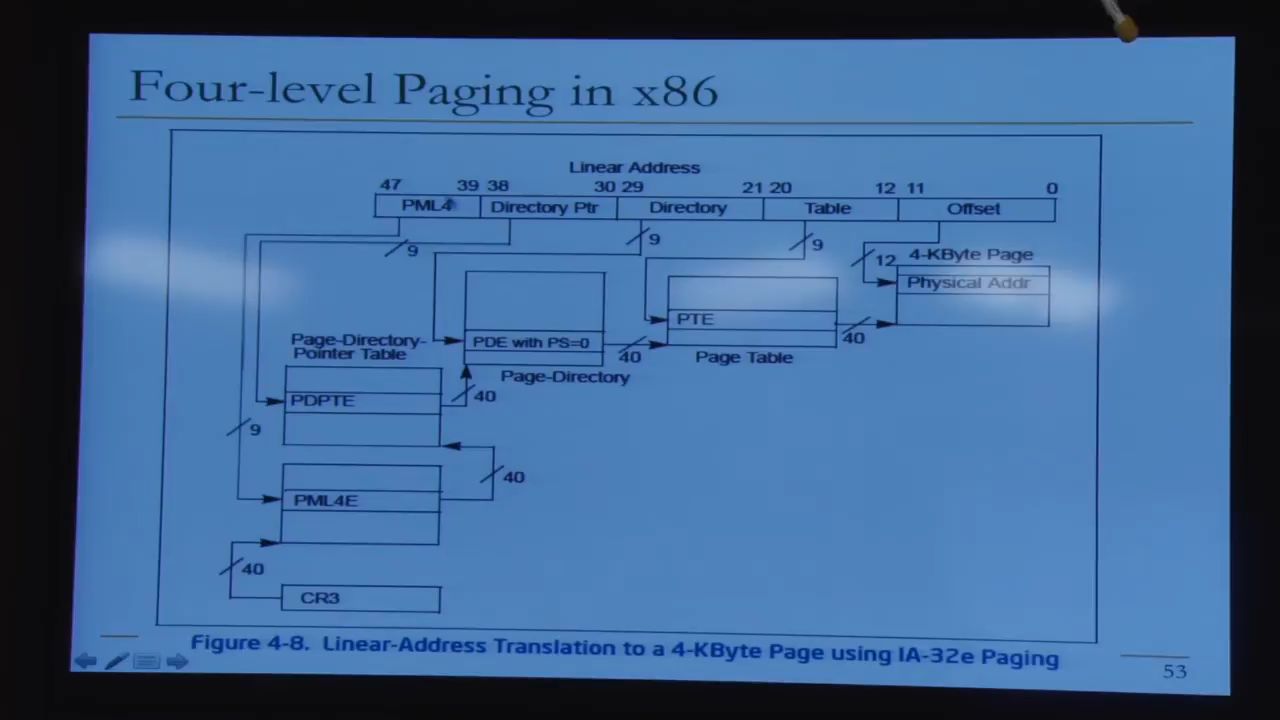 Four-level Paging in x86
Linear Address
47 39 38 30 29 21 20 12 11 0
PML4 Directory Ptr Directory Table Offset
9 9 9 12 4-KByte Page
Physical Addr
PTE
40
PDE with PS=0
40
Page Table
Page-Directory-
Pointer Table
Page-Directory
PDPTE
40
9
40
PML4E
40
CR3
Figure 4-8. Linear-Address Translation to a 4-KByte Page using IA-32e Paging
53